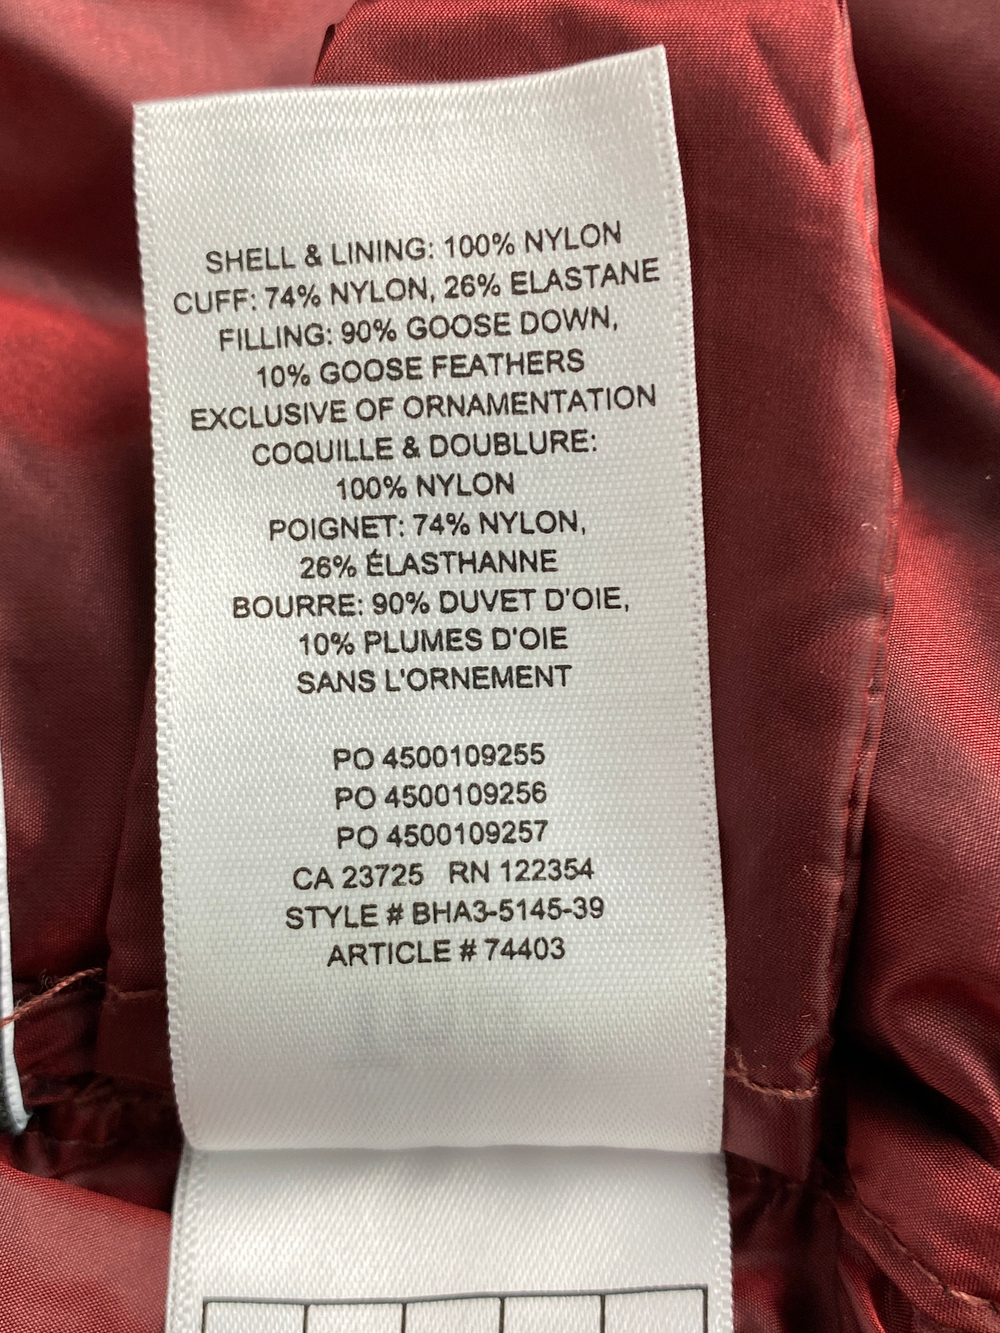 SHELL & LINING: 100% NYLON
CUFF: 74% NYLON, 26% ELASTANE
FILLING: 90% GOOSE DOWN,
10% GOOSE FEATHERS
EXCLUSIVE OF ORNAMENTATION
COQUILLE & DOUBLURE:
100% NYLON
POIGNET: 74% NYLON,
26% ÉLASTHANNE
BOURRE: 90% DUVET D'OIE,
10% PLUMES D'OIE
SANS L'ORNEMENT
PO 4500109255
PO 4500109256
PO 4500109257
CA 23725 RN 122354
STYLE # BHA3-5145-39
ARTICLE # 74403